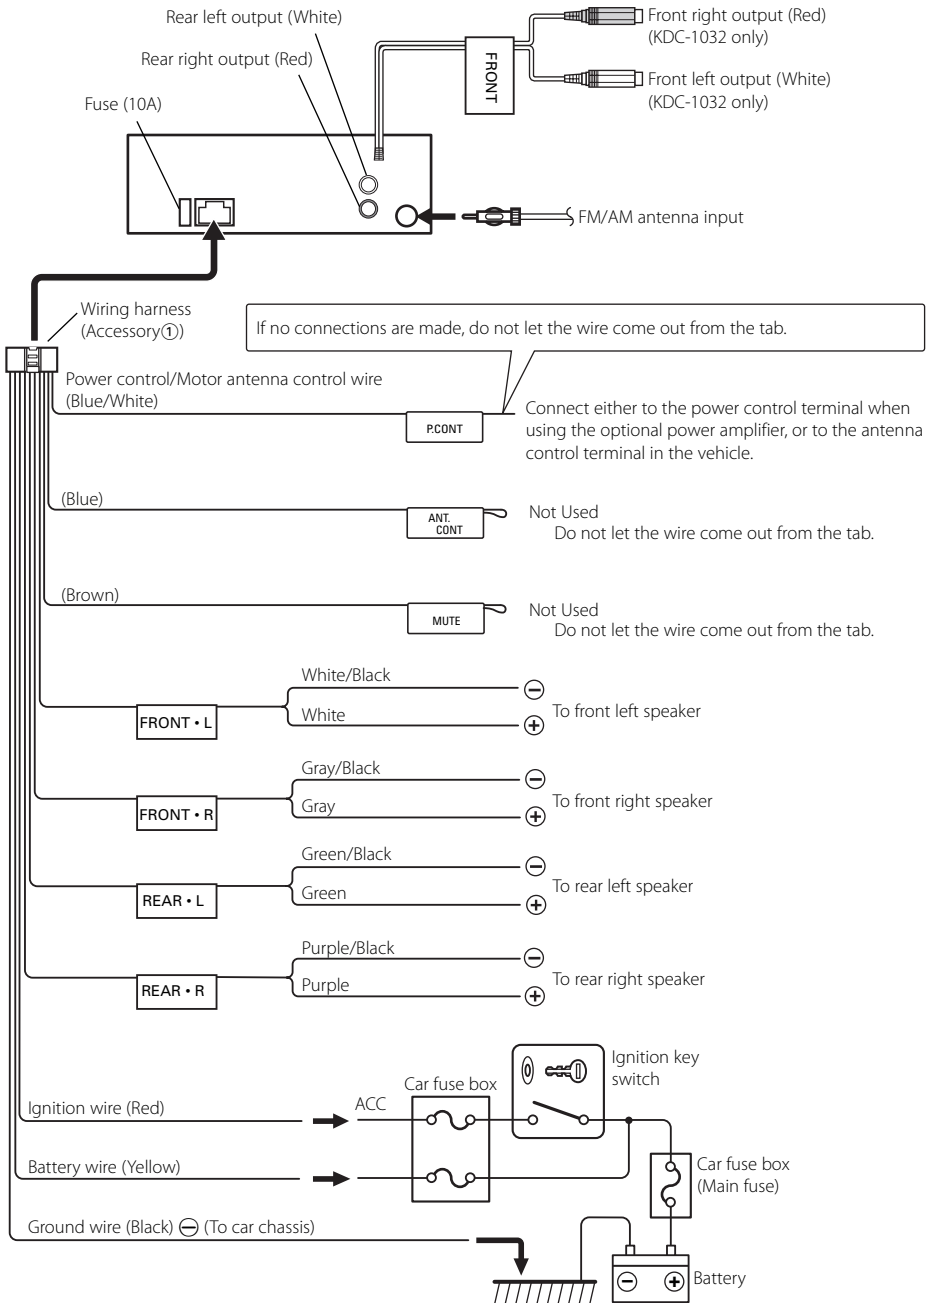 Rear left output (White)
Rear right output (Red)
Fuse (10A)
FRONT
Front right output (Red)
(KDC-1032 only)
Front left output (White)
(KDC-1032 only)
FM/AM antenna input
Wiring harness
(Accessory①)
If no connections are made, do not let the wire come out from the tab.
Power control/Motor antenna control wire
(Blue/White)
P.CONT
Connect either to the power control terminal when
using the optional power amplifier, or to the antenna
control terminal in the vehicle.
(Blue)
ANT.
CONT
Not Used
Do not let the wire come out from the tab.
(Brown)
MUTE
Not Used
Do not let the wire come out from the tab.
White/Black
⊖
FRONT • L
White
⊕
To front left speaker
Gray/Black
⊖
FRONT • R
Gray
⊕
To front right speaker
Green/Black
⊖
REAR • L
Green
⊕
To rear left speaker
Purple/Black
⊖
REAR • R
Purple
⊕
To rear right speaker
Ignition key
switch
Car fuse box
Ignition wire (Red)
ACC
Battery wire (Yellow)
Car fuse box
(Main fuse)
Ground wire (Black) ⊖ (To car chassis)
⊖ ⊕ Battery